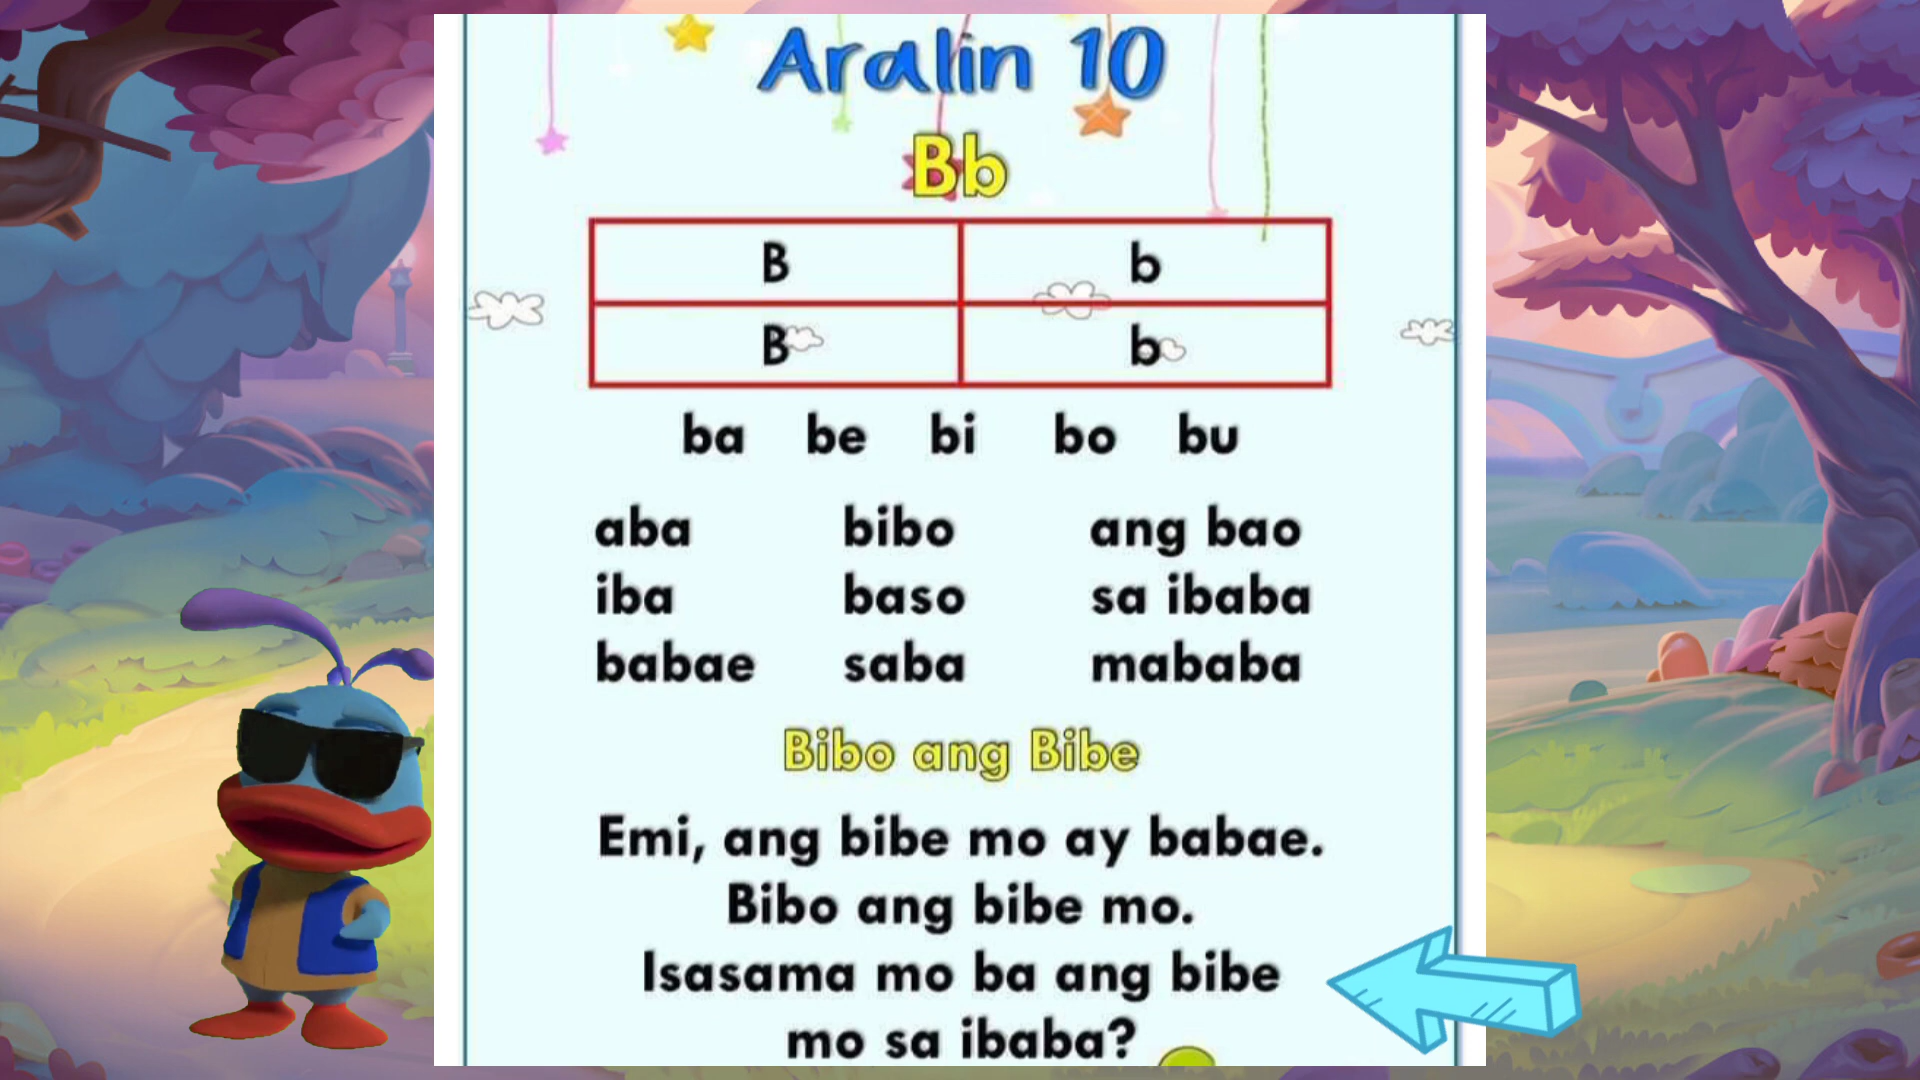 Aralin 10
Bb
B b
B b
ba be bi bo bu
aba bibo ang bao
iba baso sa ibaba
babae saba mababa
Bibo ang Bibe
Emi, ang bibe mo ay babae.
Bibo ang bibe mo.
Isasama mo ba ang bibe
mo sa ibaba?